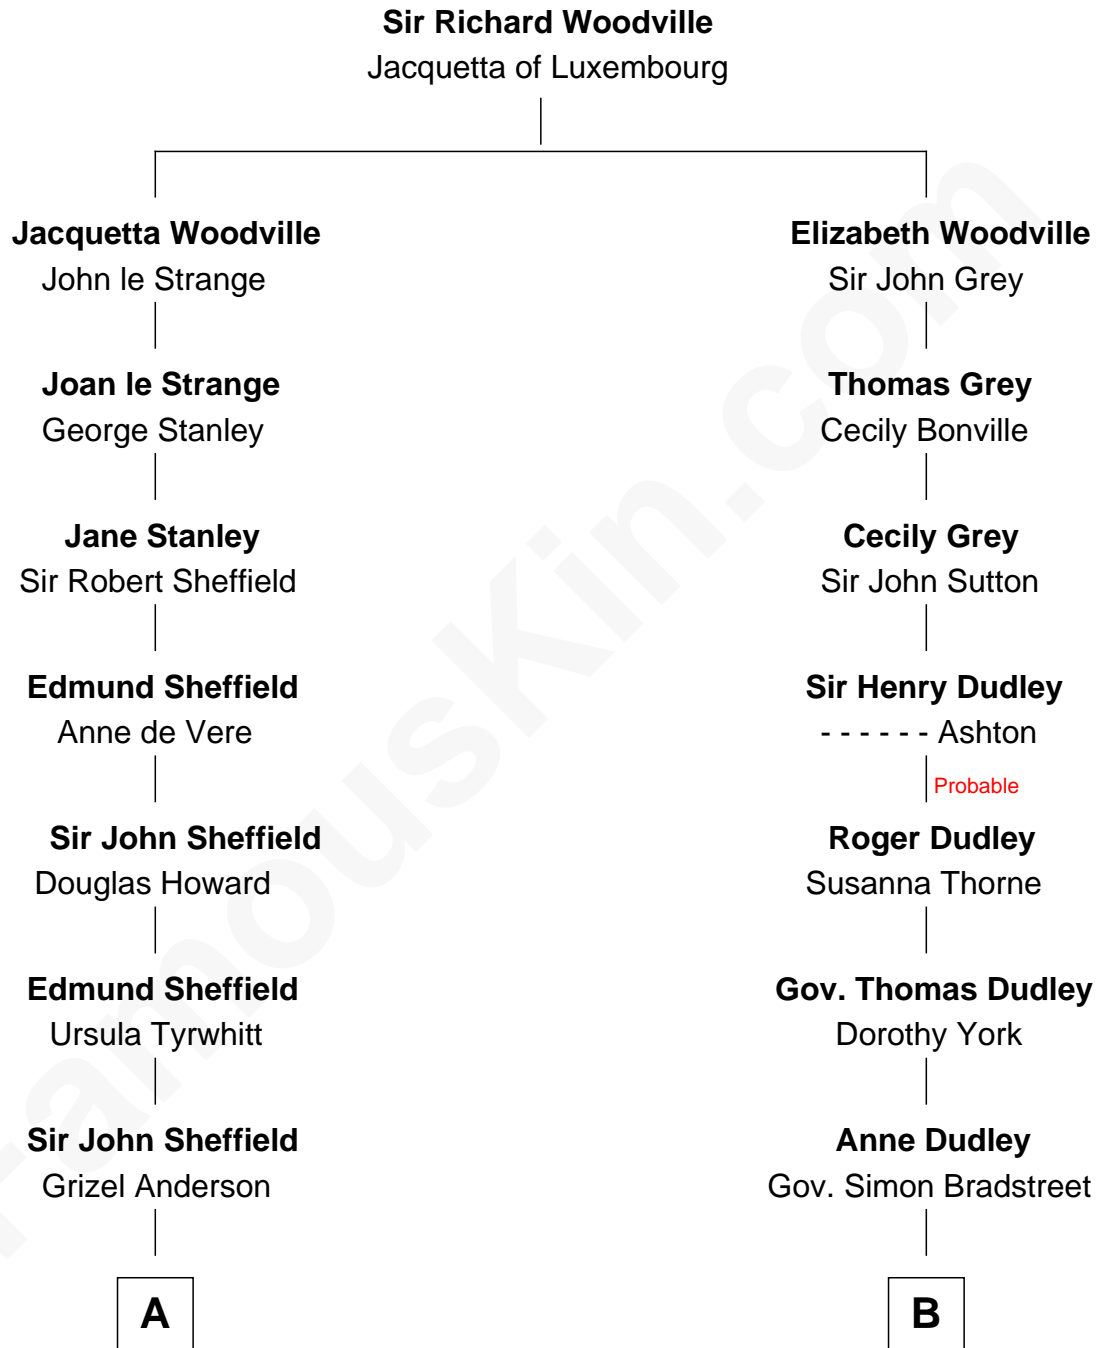 Sir Richard Woodville
Jacquetta of Luxembourg
Jacquetta Woodville
John le Strange
Elizabeth Woodville
Sir John Grey
Joan le Strange
George Stanley
Thomas Grey
Cecily Bonville
Jane Stanley
Sir Robert Sheffield
Cecily Grey
Sir John Sutton
Edmund Sheffield
Anne de Vere
Sir Henry Dudley
- - - - - - Ashton
Probable
Sir John Sheffield
Douglas Howard
Roger Dudley
Susanna Thorne
Edmund Sheffield
Ursula Tyrwhitt
Gov. Thomas Dudley
Dorothy York
Sir John Sheffield
Grizel Anderson
Anne Dudley
Gov. Simon Bradstreet
A
B
FamousKin.com